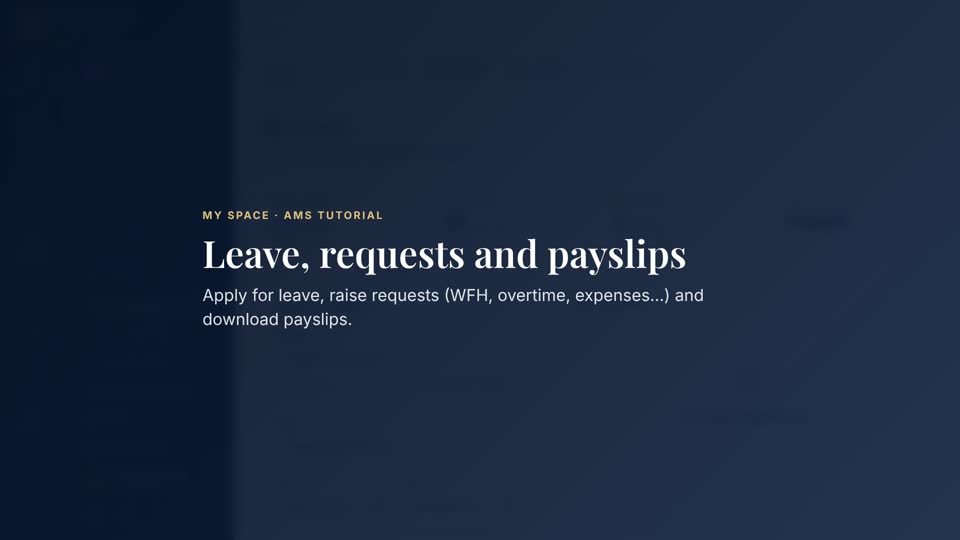 MY SPACE · AMS TUTORIAL
Leave, requests and payslips
Apply for leave, raise requests (WFH, overtime, expenses...) and
download payslips.